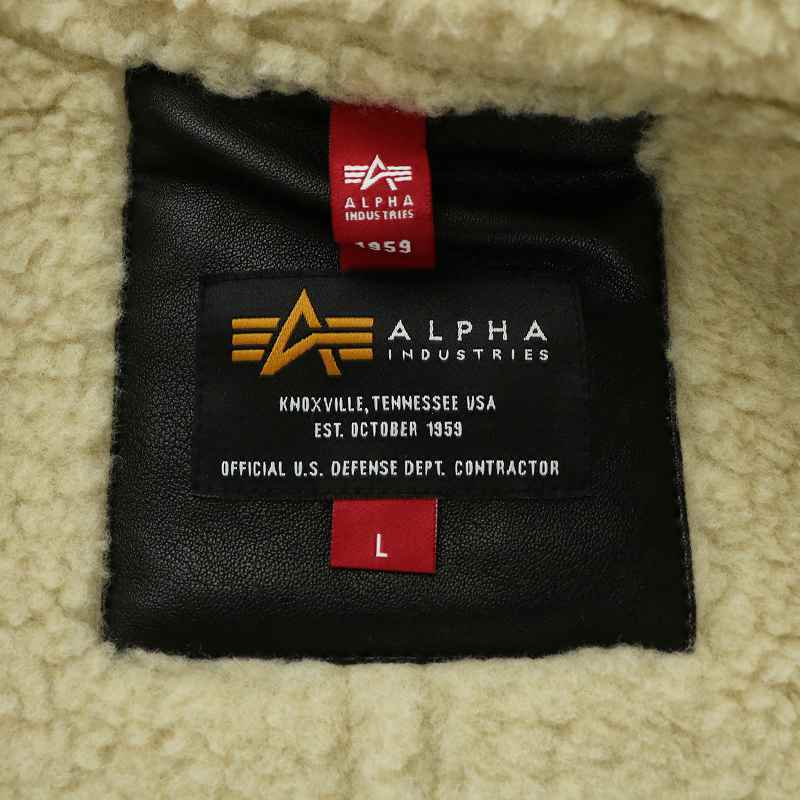 ALPHA
INDUSTRIES
1959
ALPHA
INDUSTRIES
KNOXVILLE, TENNESSEE USA
EST. OCTOBER 1959
OFFICIAL U.S. DEFENSE DEPT. CONTRACTOR
L